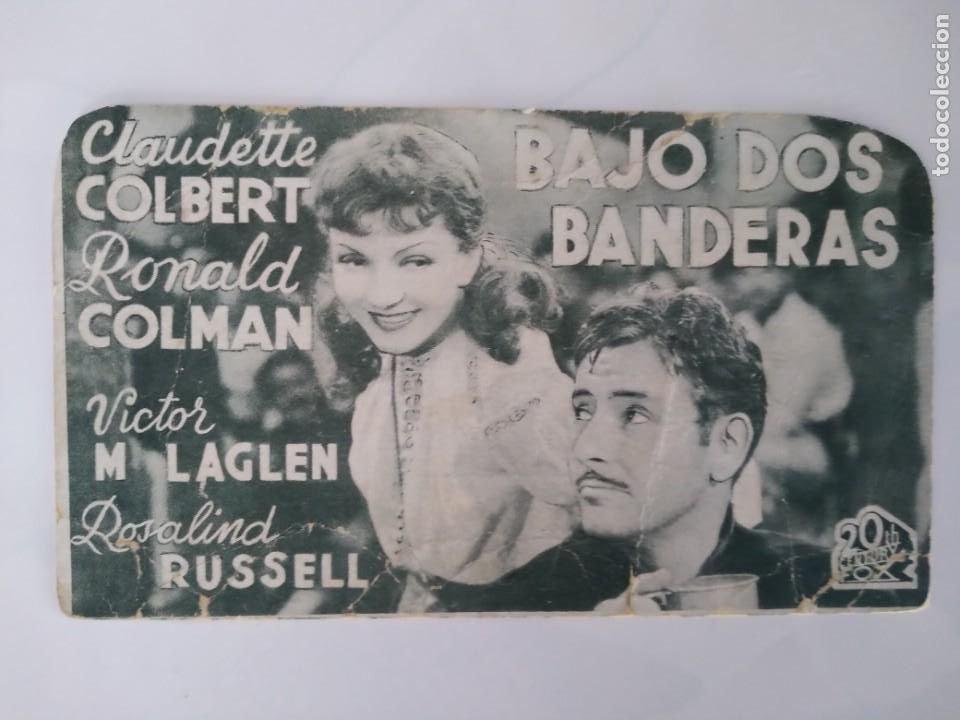 Claudette
COLBERT
Ronald
COLMAN
Victor
M LAGLEN
Rosalind
RUSSELL
BAJO DOS
BANDERAS
20th
CENTURY
FOX
todocoleccion